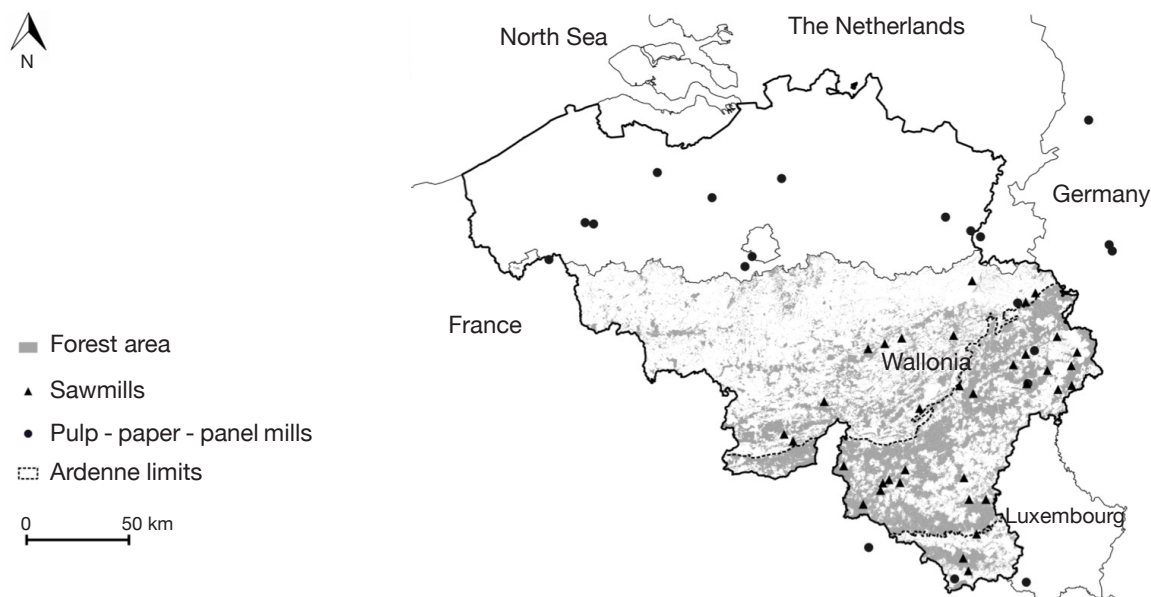 N
North Sea
The Netherlands
Germany
France
Wallonia
Luxembourg
Forest area
Sawmills
Pulp - paper - panel mills
Ardenne limits
0 50 km